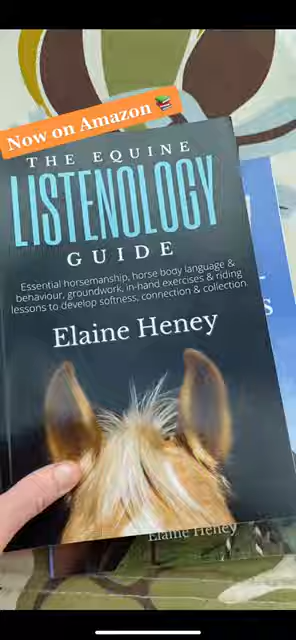 Now on Amazon 📚
THE EQUINE
LISTENOLOGY
GUIDE
Essential horsemanship, horse body language &
behaviour, groundwork, in-hand exercises & riding
lessons to develop softness, connection & collection
Elaine Heney
s
Elaine Heney